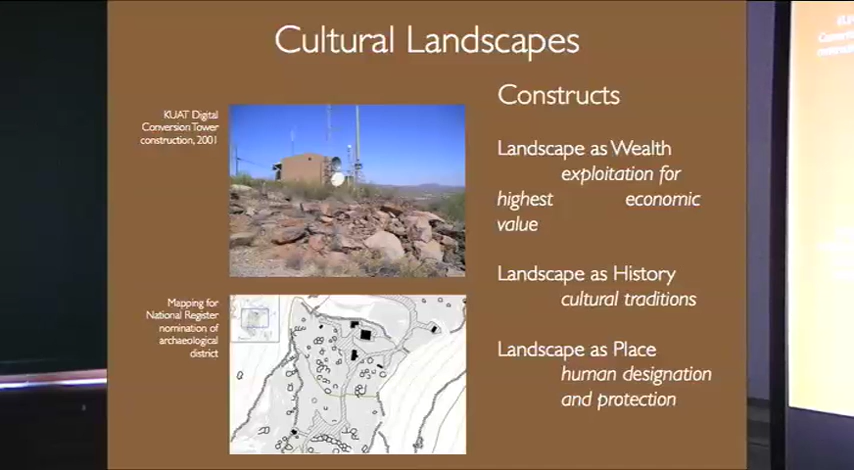 Cultural Landscapes
KUAT Digital
Conversion Tower
construction, 2001
Mapping for
National Register
nomination of
archaeological
district
Constructs
Landscape as Wealth
exploitation for
highest economic
value
Landscape as History
cultural traditions
Landscape as Place
human designation
and protection